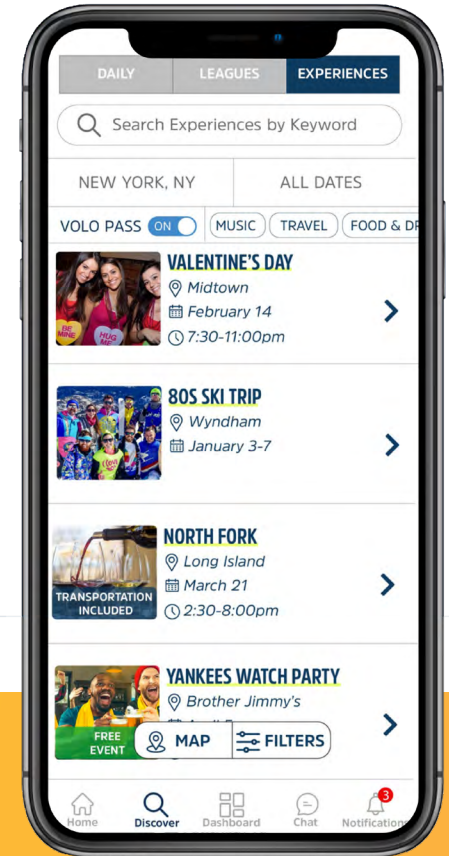 DAILY
LEAGUES
EXPERIENCES
Search Experiences by Keyword
NEW YORK, NY
ALL DATES
VOLO PASS ON MUSIC TRAVEL FOOD &
VALENTINE'S DAY
Midtown
February 14
7:30-11:00pm
BE MINE
HUG ME
80S SKI TRIP
Wyndham
January 3-7
NORTH FORK
Long Island
March 21
2:30-8:00pm
TRANSPORTATION
INCLUDED
YANKEES WATCH PARTY
Brother Jimmy's
FREE
EVENT
MAP
FILTERS
3
Home
Discover
Dashboard
Chat
Notifications